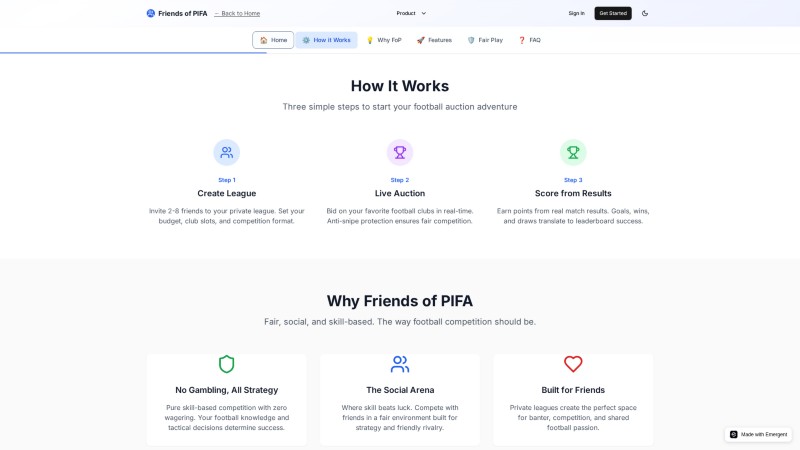 Friends of PIFA
← Back to Home
Product
Sign In
Get Started
Home
How it Works
Why FoP
Features
Fair Play
FAQ
How It Works
Three simple steps to start your football auction adventure
Step 1
Create League
Invite 2-8 friends to your private league. Set your
budget, club slots, and competition format.
Step 2
Live Auction
Bid on your favorite football clubs in real-time.
Anti-snipe protection ensures fair competition.
Step 3
Score from Results
Earn points from real match results. Goals, wins,
and draws translate to leaderboard success.
Why Friends of PIFA
Fair, social, and skill-based. The way football competition should be.
No Gambling, All Strategy
Pure skill-based competition with zero
wagering. Your football knowledge and
tactical decisions determine success.
The Social Arena
Where skill beats luck. Compete with
friends in a fair environment built for
strategy and friendly rivalry.
Built for Friends
Private leagues create the perfect space
for banter, competition, and shared
football passion.
Made with Emergent